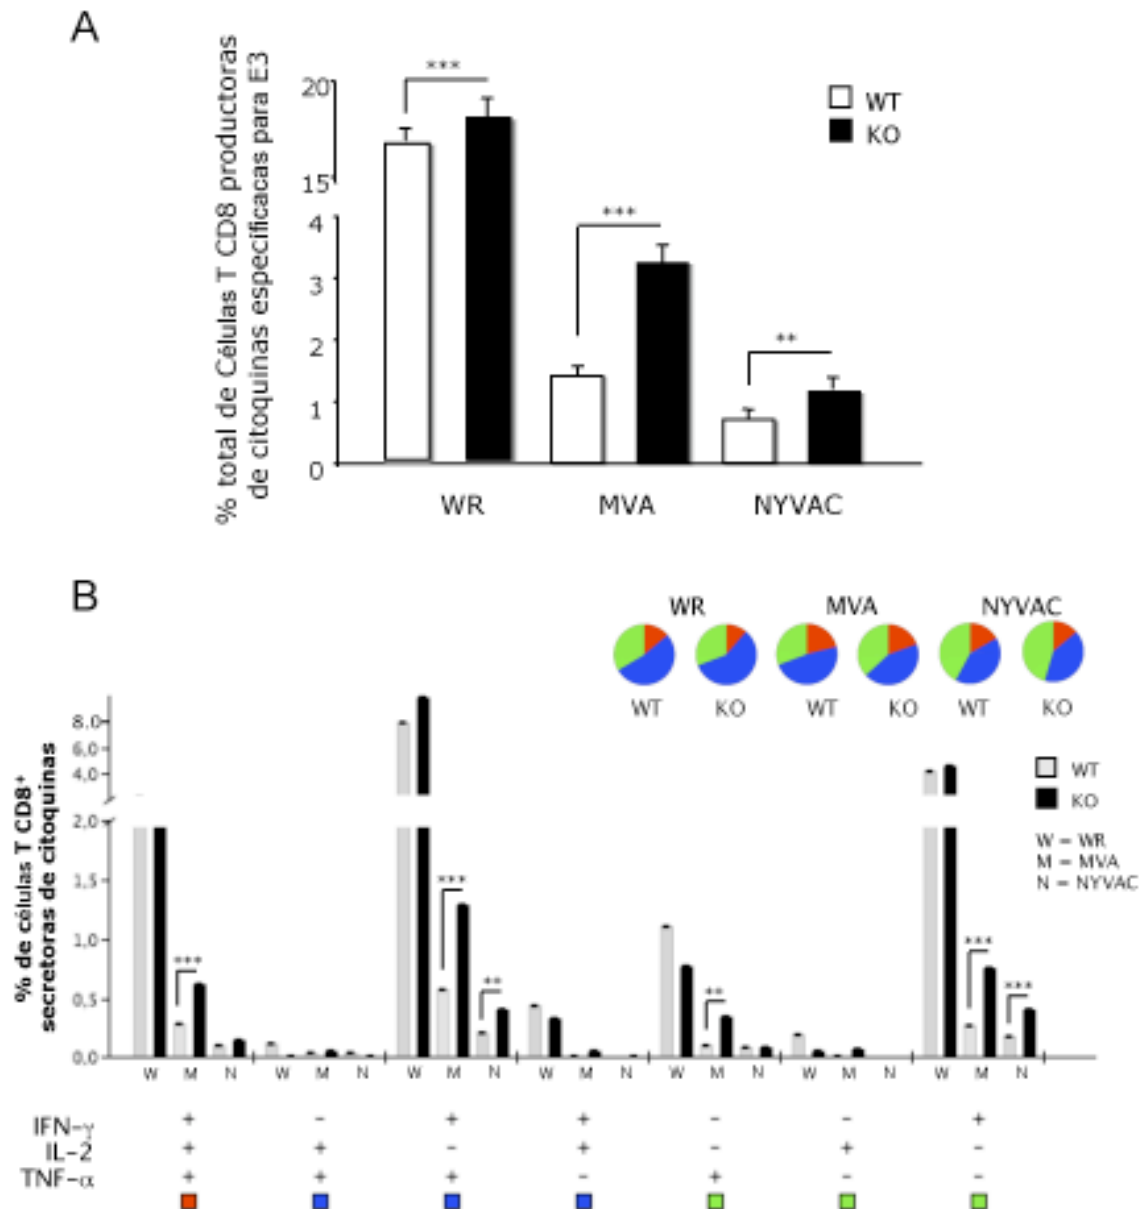 A
% total de Células T CD8 productoras
de citoquinas especificacas para E3
20
15
4
3
2
1
0
***
***
**
WT
KO
WR MVA NYVAC
B
WR MVA NYVAC
WT KO WT KO WT KO
% de células T CD8+
secretoras de citoquinas
8.0
6.0
4.0
2.0
1.5
1.0
0.5
0.0
***
***
**
**
***
***
WT
KO
W – WR
M – MVA
N – NYVAC
W M N W M N W M N W M N W M N W M N W M N
IFN-γ + – + + – – +
IL-2 + + – + – + –
TNF-α + + + – + – –